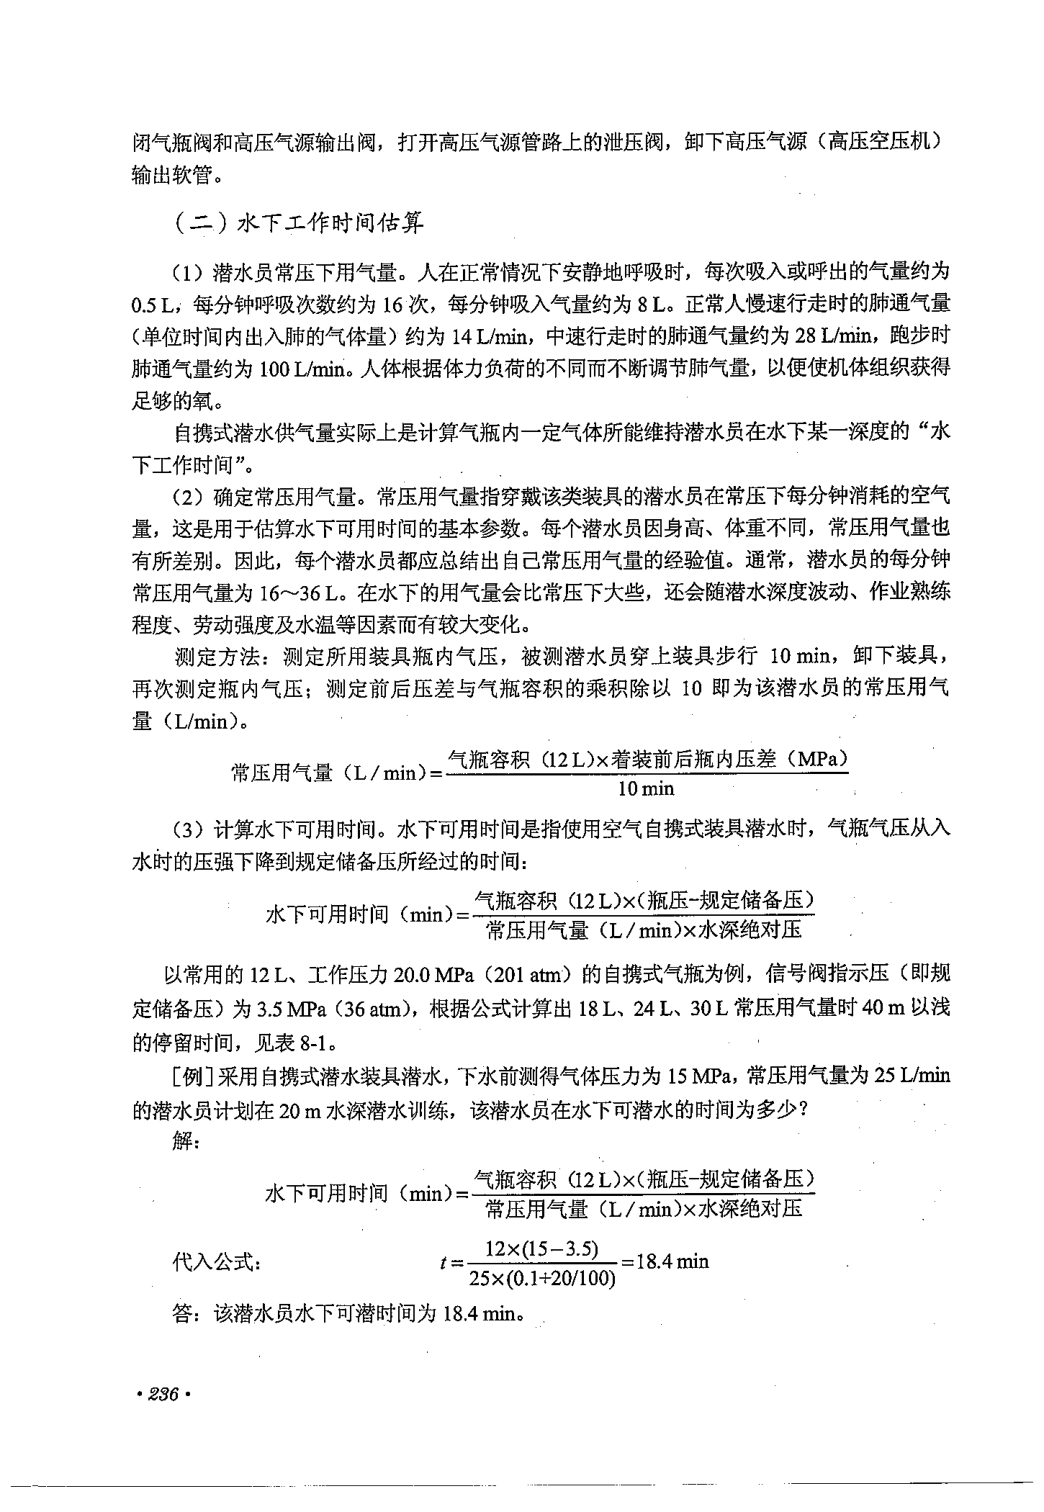 闭气瓶阀和高压气源输出阀，打开高压气源管路上的泄压阀，卸下高压气源（高压空压机）
输出软管。
（二）水下工作时间估算
（1）潜水员常压下用气量。人在正常情况下安静地呼吸时，每次吸入或呼出的气量约为
0.5 L，每分钟呼吸次数约为 16 次，每分钟吸入气量约为 8 L。正常人慢速行走时的肺通气量
（单位时间内出入肺的气体量）约为 14 L/min，中速行走时的肺通气量约为 28 L/min，跑步时
肺通气量约为 100 L/min。人体根据体力负荷的不同而不断调节肺气量，以便使机体组织获得
足够的氧。
自携式潜水供气量实际上是计算气瓶内一定气体所能维持潜水员在水下某一深度的“水
下工作时间”。
（2）确定常压用气量。常压用气量指穿戴该类装具的潜水员在常压下每分钟消耗的空气
量，这是用于估算水下可用时间的基本参数。每个潜水员因身高、体重不同，常压用气量也
有所差别。因此，每个潜水员都应总结出自己常压用气量的经验值。通常，潜水员的每分钟
常压用气量为 16～36 L。在水下的用气量会比常压下大些，还会随潜水深度波动、作业熟练
程度、劳动强度及水温等因素而有较大变化。
测定方法：测定所用装具瓶内气压，被测潜水员穿上装具步行 10 min，卸下装具，
再次测定瓶内气压；测定前后压差与气瓶容积的乘积除以 10 即为该潜水员的常压用气
量（L/min）。
常压用气量（L/min）= 气瓶容积（12 L）×着装前后瓶内压差（MPa）
10 min
（3）计算水下可用时间。水下可用时间是指使用空气自携式装具潜水时，气瓶气压从入
水时的压强下降到规定储备压所经过的时间：
水下可用时间（min）= 气瓶容积（12 L）×（瓶压−规定储备压）
常压用气量（L/min）×水深绝对压
以常用的 12 L、工作压力 20.0 MPa（201 atm）的自携式气瓶为例，信号阀指示压（即规
定储备压）为 3.5 MPa（36 atm），根据公式计算出 18 L、24 L、30 L 常压用气量时 40 m 以浅
的停留时间，见表 8-1。
［例］采用自携式潜水装具潜水，下水前测得气体压力为 15 MPa，常压用气量为 25 L/min
的潜水员计划在 20 m 水深潜水训练，该潜水员在水下可潜水的时间为多少？
解：
水下可用时间（min）= 气瓶容积（12 L）×（瓶压−规定储备压）
常压用气量（L/min）×水深绝对压
代入公式： t= 12×(15−3.5) =18.4 min
25×(0.1+20/100)
答：该潜水员水下可潜时间为 18.4 min。
·236·